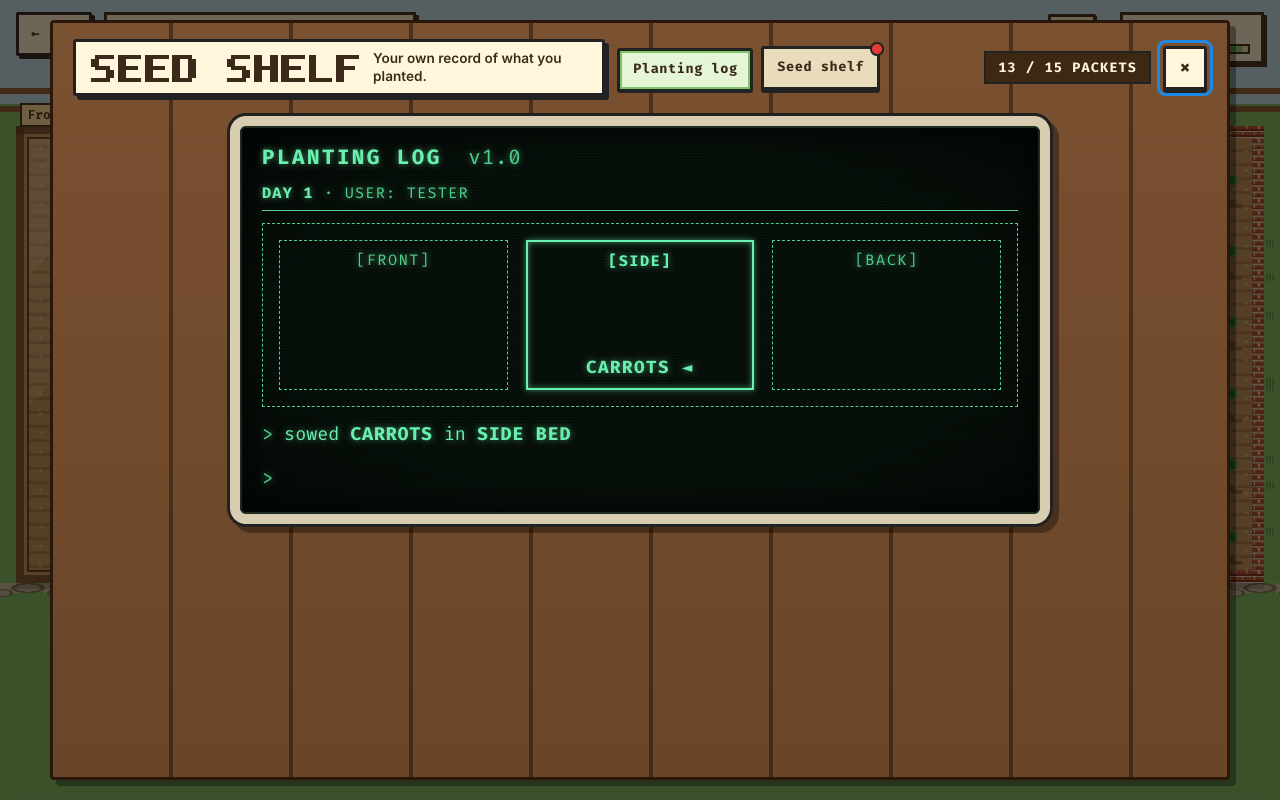 ←
SEED SHELF
Your own record of what you
planted.
Planting log
Seed shelf
13 / 15 PACKETS
×
Fro
PLANTING LOG v1.0
DAY 1 · USER: TESTER
[FRONT]
[SIDE]
[BACK]
CARROTS ◄
> sowed CARROTS in SIDE BED
>